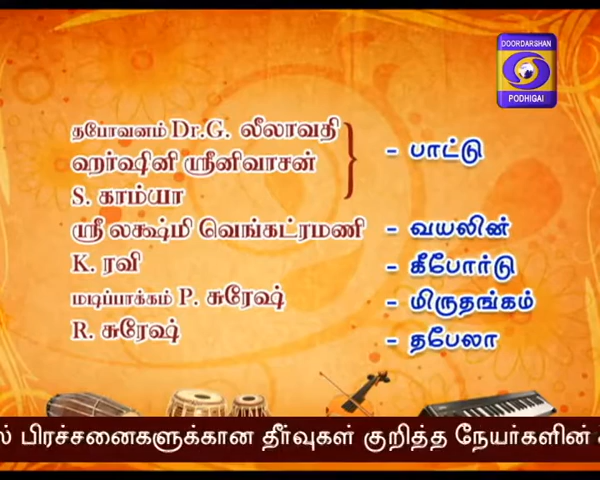 DOORDARSHAN
PODHIGAI
தபோவனம் Dr.G. லீலாவதி
ஹர்ஷினி ஸ்ரீனிவாசன்
S. காம்யா
- பாட்டு
ஸ்ரீ லக்ஷ்மி வெங்கட்ரமணி - வயலின்
K. ரவி - கீபோர்டு
மடிப்பாக்கம் P. சுரேஷ் - மிருதங்கம்
R. சுரேஷ் - தபேலா
பிரச்சனைகளுக்கான தீர்வுகள் குறித்த நேயர்களின்